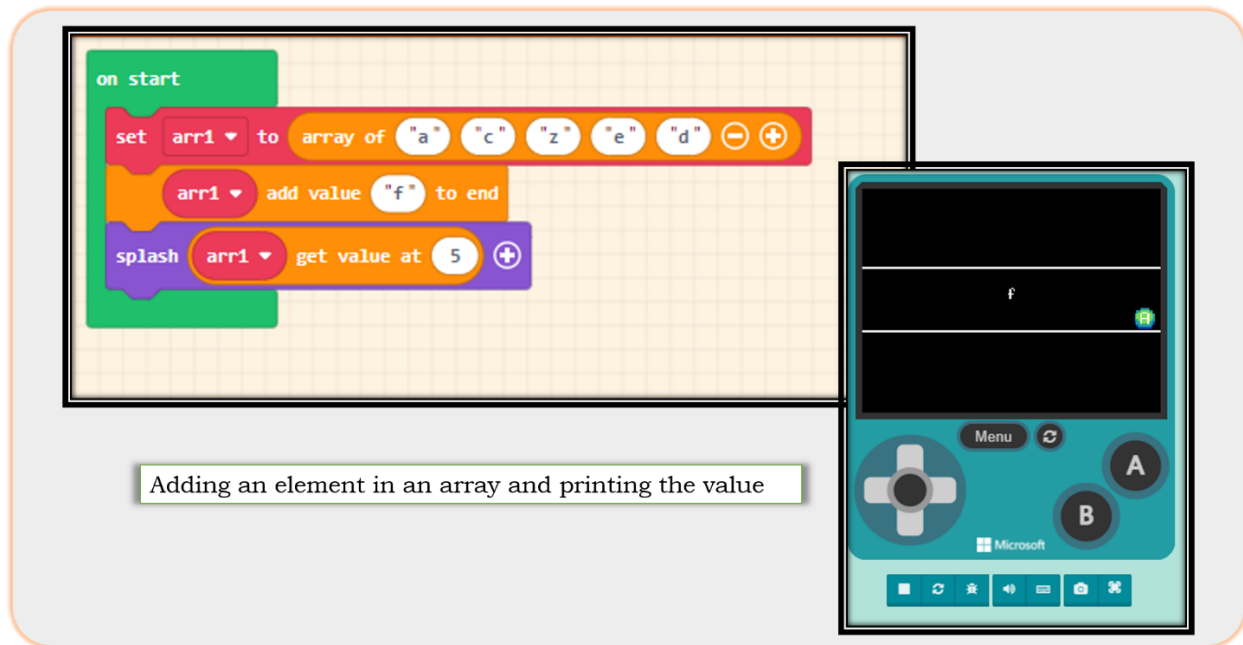 on start
set arr1 to array of "a" "c" "z" "e" "d"
arr1 add value "f" to end
splash arr1 get value at 5
f
A
Menu
A
B
Microsoft
Adding an element in an array and printing the value